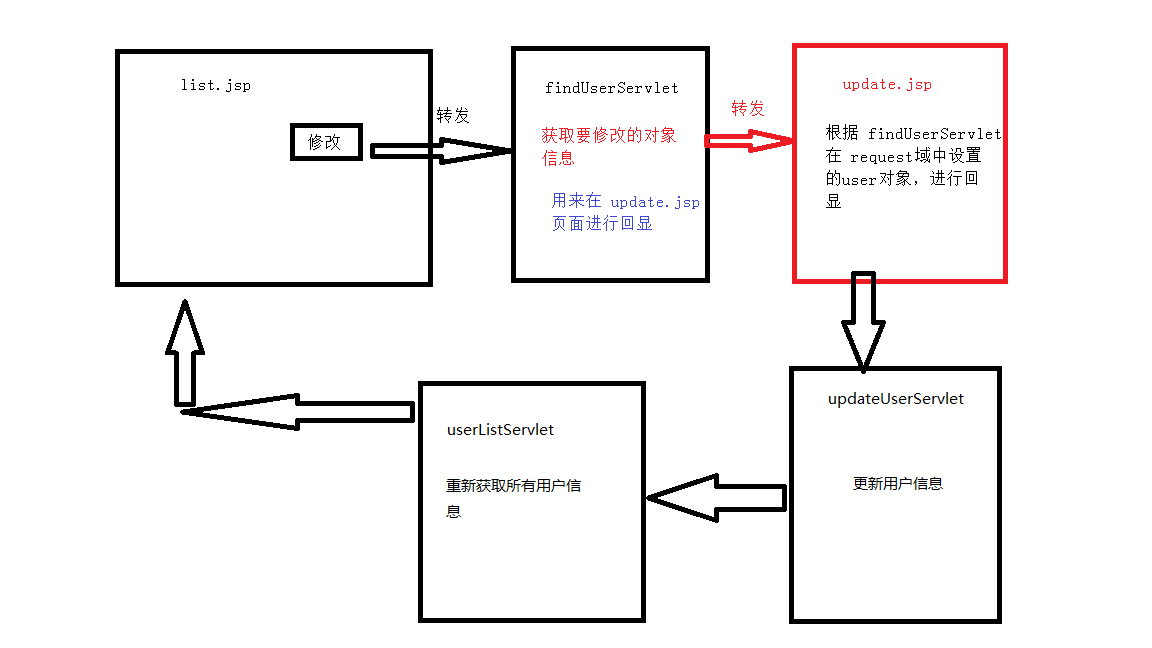 list.jsp
修改
转发
findUserServlet
获取要修改的对象
信息
用来在 update.jsp
页面进行回显
转发
update.jsp
根据 findUserServlet
在 request域中设置
的user对象，进行回
显
updateUserServlet
更新用户信息
userListServlet
重新获取所有用户信
息